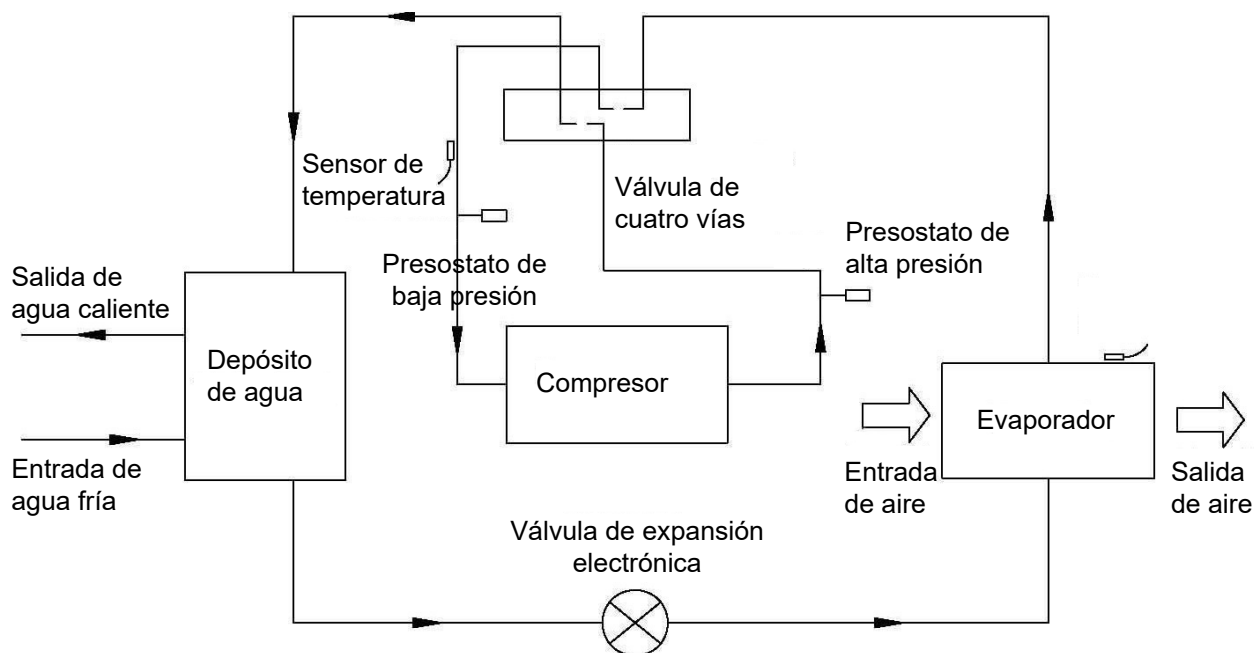 Sensor de
temperatura
Válvula de
cuatro vías
Presostato de
alta presión
Presostato de
baja presión
Salida de
agua caliente
Depósito
de agua
Compresor
Evaporador
Entrada de
agua fría
Entrada
de aire
Salida
de aire
Válvula de expansión
electrónica